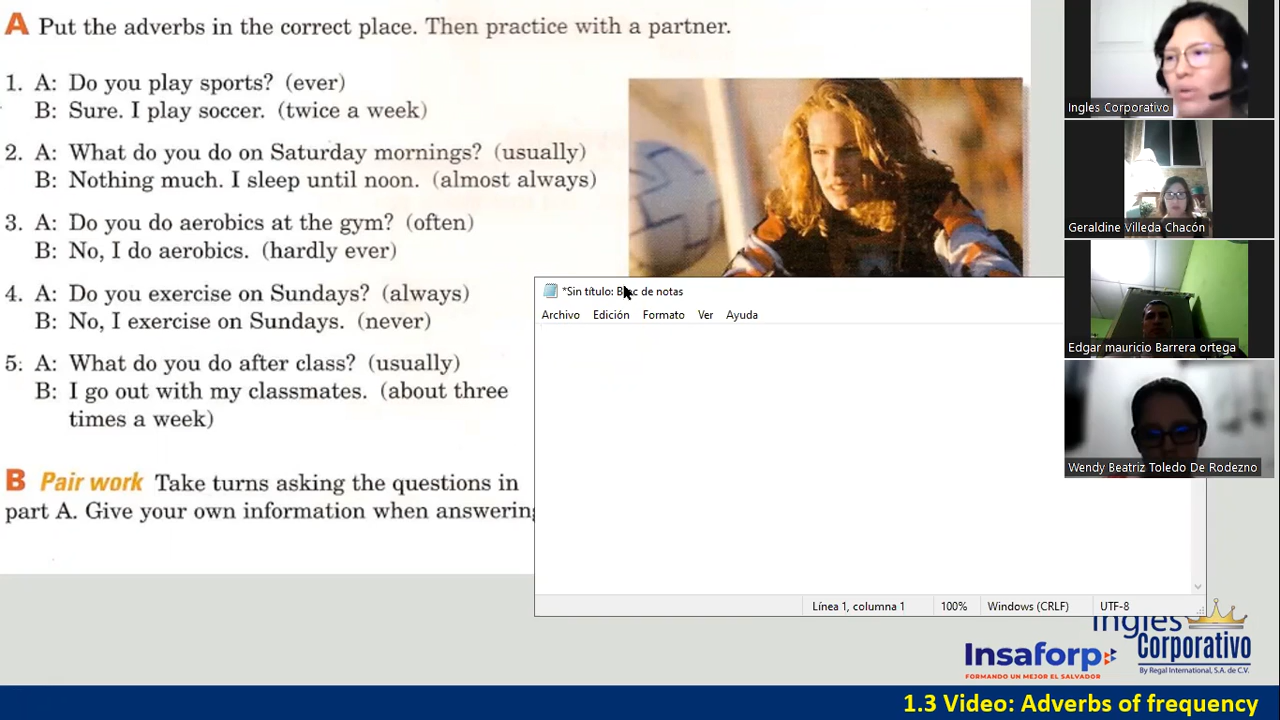 A Put the adverbs in the correct place. Then practice with a partner.
1. A: Do you play sports? (ever)
B: Sure. I play soccer. (twice a week)
2. A: What do you do on Saturday mornings? (usually)
B: Nothing much. I sleep until noon. (almost always)
3. A: Do you do aerobics at the gym? (often)
B: No, I do aerobics. (hardly ever)
4. A: Do you exercise on Sundays? (always)
B: No, I exercise on Sundays. (never)
5: A: What do you do after class? (usually)
B: I go out with my classmates. (about three
times a week)
B Pair work Take turns asking the questions in
part A. Give your own information when answering
*Sin título: Bloc de notas
Archivo Edición Formato Ver Ayuda
Línea 1, columna 1 100% Windows (CRLF) UTF-8
Ingles Corporativo
Geraldine Villeda Chacón
Edgar mauricio Barrera ortega
Wendy Beatriz Toledo De Rodezno
Insaforp
FORMANDO UN MEJOR EL SALVADOR
Ingles
Corporativo
By Regal International, S.A. de C.V.
1.3 Video: Adverbs of frequency